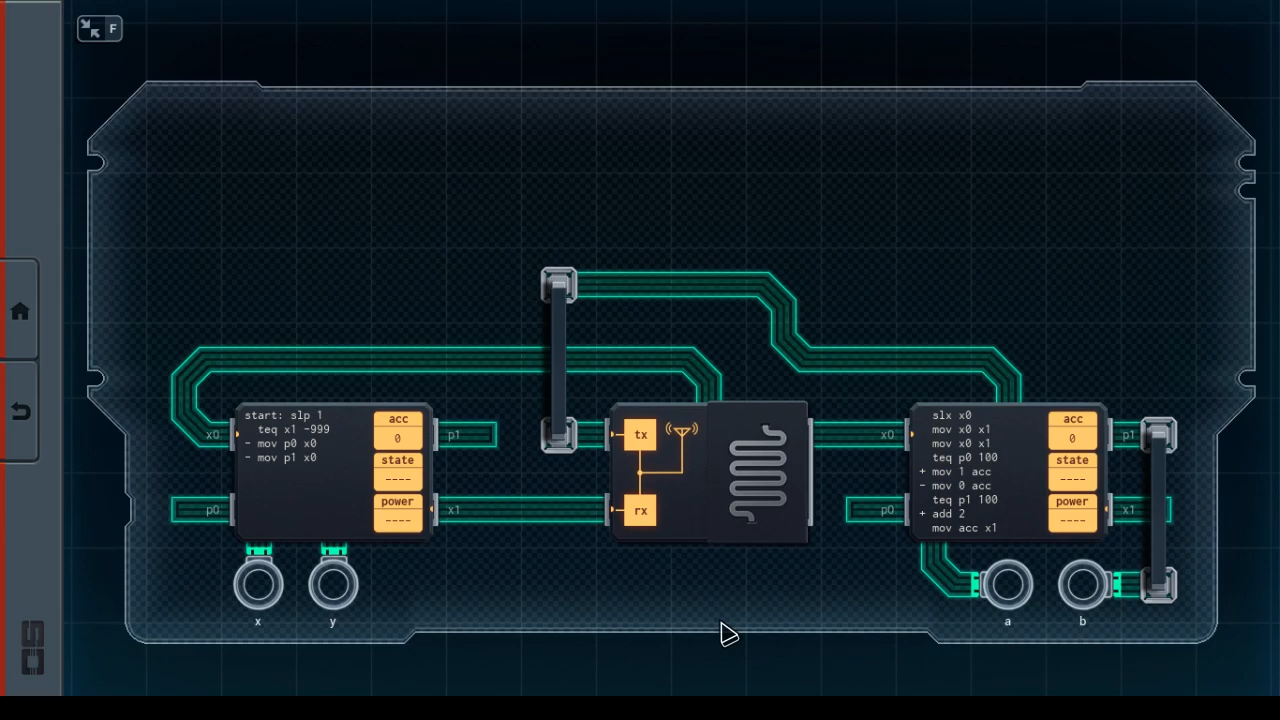 F
x0
p0
start: slp 1
teq x1 -999
- mov p0 x0
- mov p1 x0
acc
0
state
----
power
----
p1
x1
x
y
tx
rx
x0
p0
slx x0
mov x0 x1
mov x0 x1
teq p0 100
+ mov 1 acc
- mov 0 acc
teq p1 100
+ add 2
mov acc x1
acc
0
state
----
power
----
p1
x1
a
b